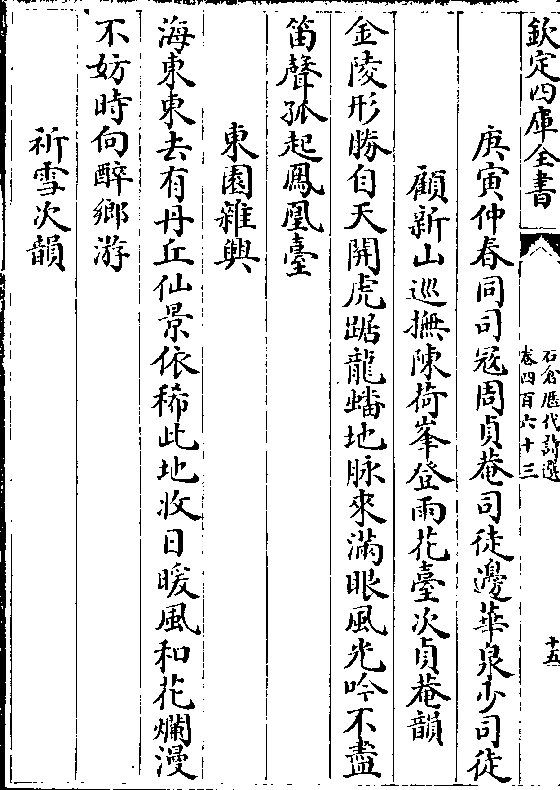 欽定四庫全書
石倉歷代詩選
卷四百六十三
十五
庚寅仲春同司寇周貞菴司徒邊華泉少司徒
顧新山巡撫陳荷峯登雨花臺次貞菴韻
金陵形勝自天開虎踞龍蟠地脉來滿眼風光吟不盡
笛聲孤起鳳凰臺
東園雜興
海東東去有丹丘仙景依稀此地收日暖風和花爛漫
不妨時向醉鄉游
祈雪次韻